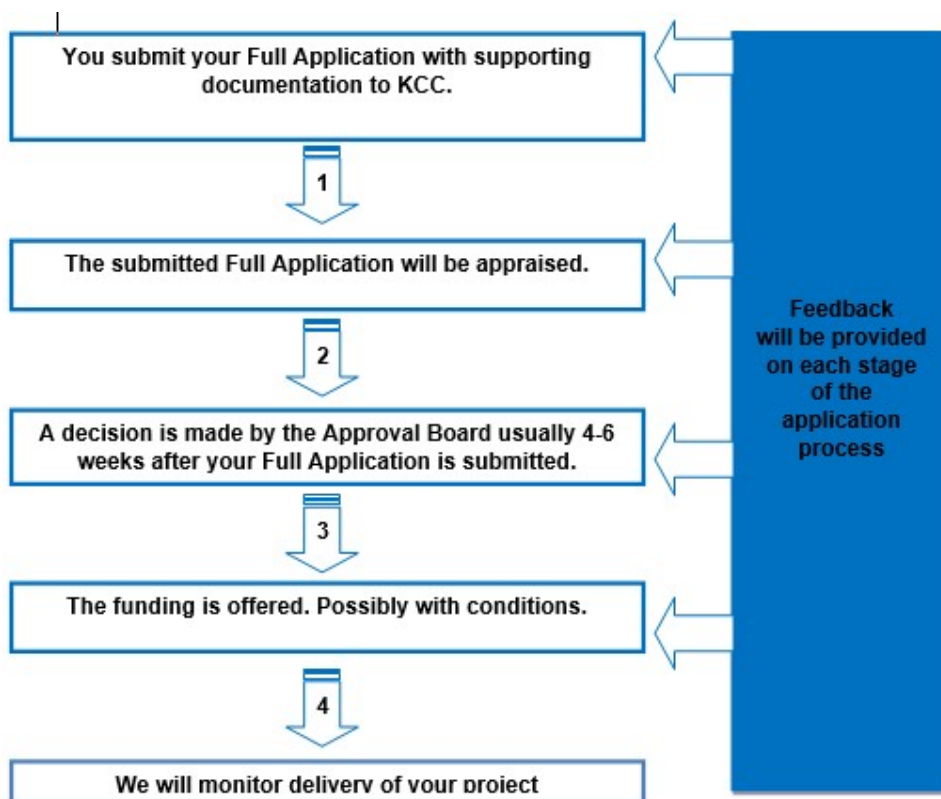 You submit your Full Application with supporting
documentation to KCC.
1
The submitted Full Application will be appraised.
2
A decision is made by the Approval Board usually 4-6
weeks after your Full Application is submitted.
3
The funding is offered. Possibly with conditions.
4
We will monitor delivery of your project
Feedback
will be provided
on each stage
of the
application
process